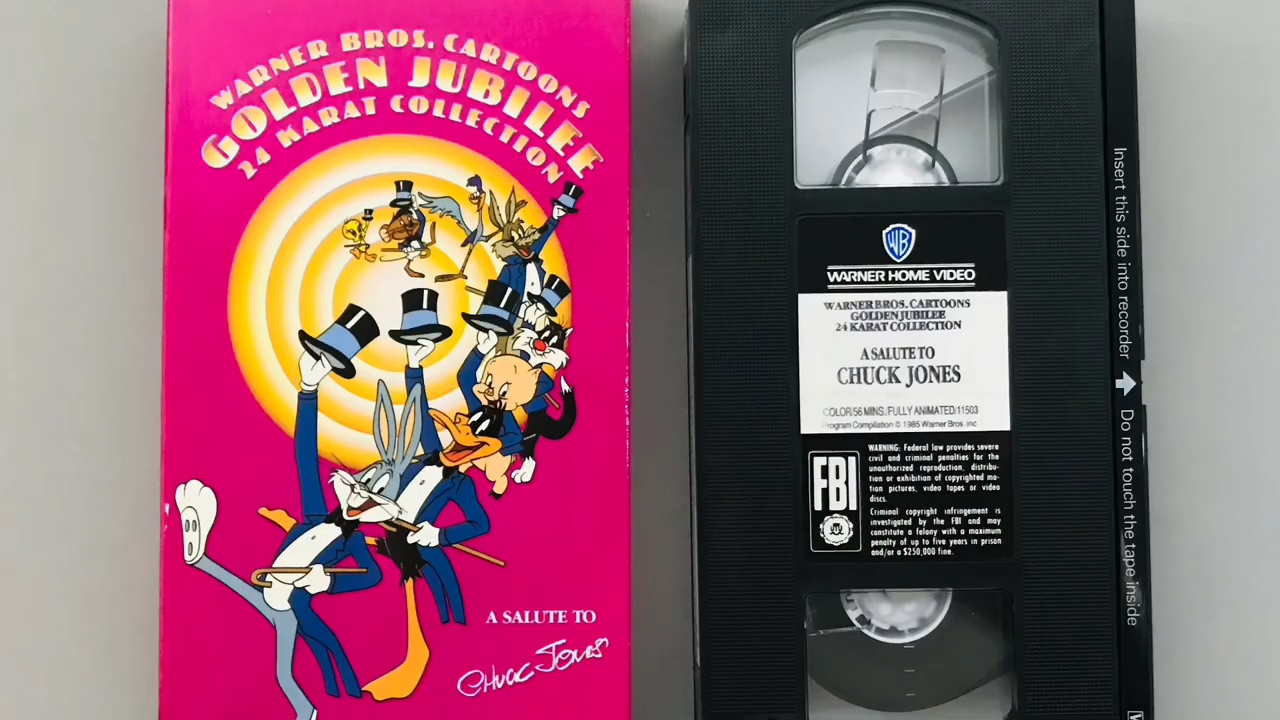 WARNER BROS. CARTOONS
GOLDEN JUBILEE
24 KARAT COLLECTION
A SALUTE TO
CHUCK JONES
WB
WARNER HOME VIDEO
WARNER BROS. CARTOONS
GOLDEN JUBILEE
24 KARAT COLLECTION
A SALUTE TO
CHUCK JONES
COLOR/56 MINS./FULLY ANIMATED/11503
Program Compilation © 1985 Warner Bros. Inc
FBI
WARNING: Federal law provides severe
civil and criminal penalties for the
unauthorized reproduction, distribu-
tion or exhibition of copyrighted mo-
tion pictures, video tapes or video
discs.
Criminal copyright infringement is
investigated by the FBI and may
constitute a felony with a maximum
penalty of up to five years in prison
and/or a $250,000 fine.
Insert this side into recorder
Do not touch the tape inside